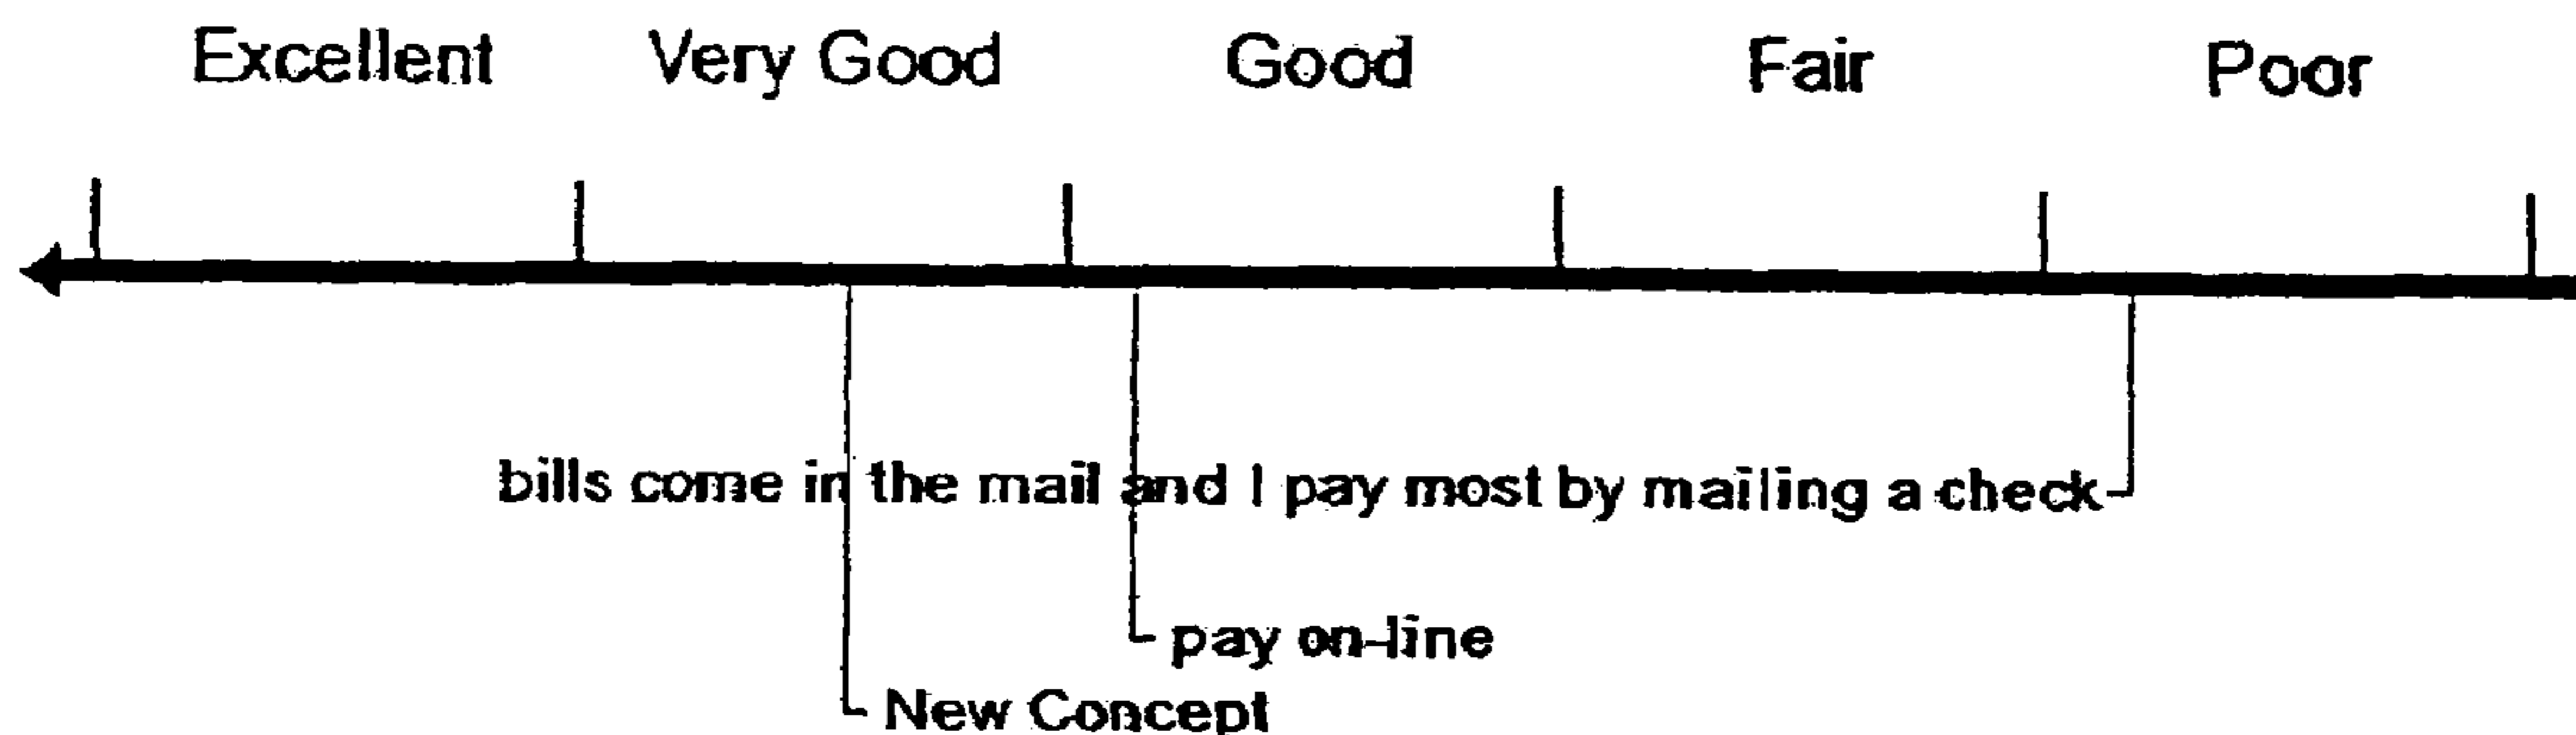 Excellent Very Good Good Fair Poor
bills come in the mail and I pay most by mailing a check
pay on-line
New Concept